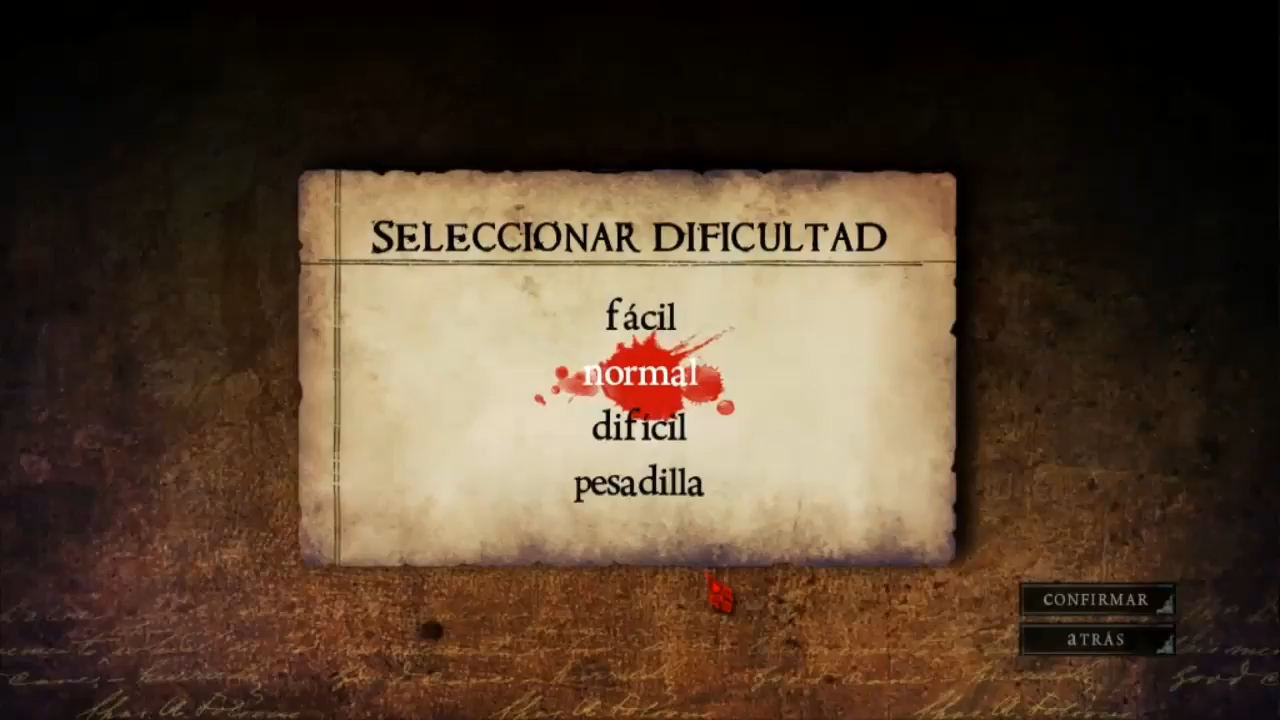 SELECCIONAR DIFICULTAD
fácil
normal
difícil
pesadilla
CONFIRMAR
aTRÁS